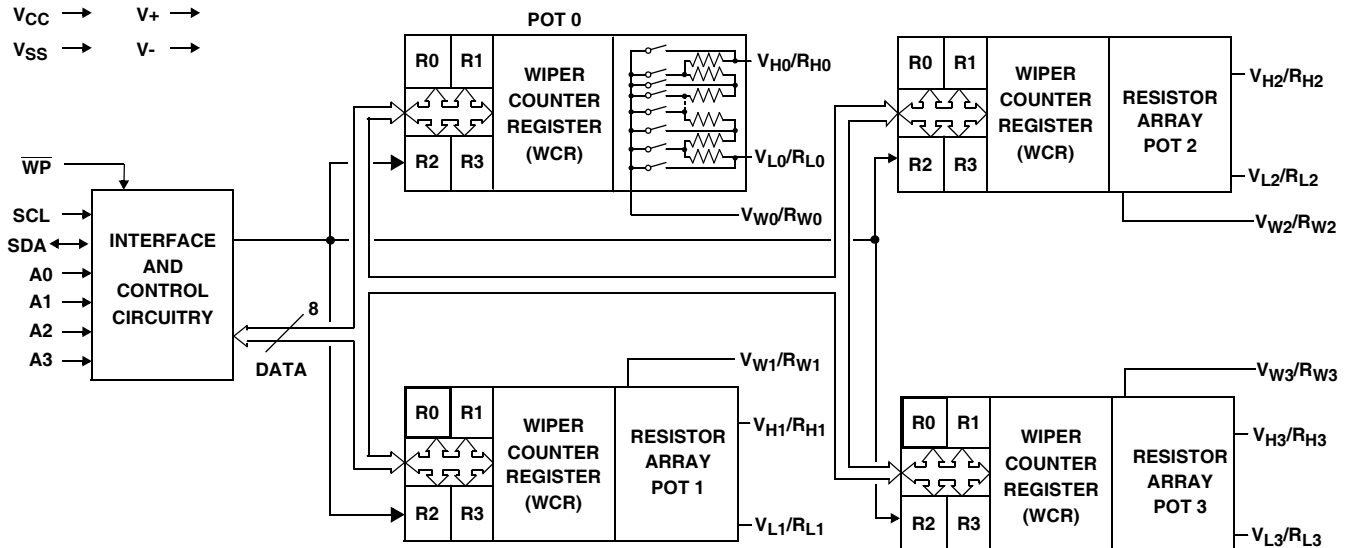 VCC V+
VSS V-
POT 0
R0 R1
R2 R3
WIPER
COUNTER
REGISTER
(WCR)
VH0/RH0
VL0/RL0
VW0/RW0
R0 R1
R2 R3
WIPER
COUNTER
REGISTER
(WCR)
RESISTOR
ARRAY
POT 2
VH2/RH2
VL2/RL2
VW2/RW2
W̅P̅
SCL
SDA
A0
A1
A2
A3
INTERFACE
AND
CONTROL
CIRCUITRY
8
DATA
VW1/RW1
R0 R1
R2 R3
WIPER
COUNTER
REGISTER
(WCR)
RESISTOR
ARRAY
POT 1
VH1/RH1
VL1/RL1
VW3/RW3
R0 R1
R2 R3
WIPER
COUNTER
REGISTER
(WCR)
RESISTOR
ARRAY
POT 3
VH3/RH3
VL3/RL3